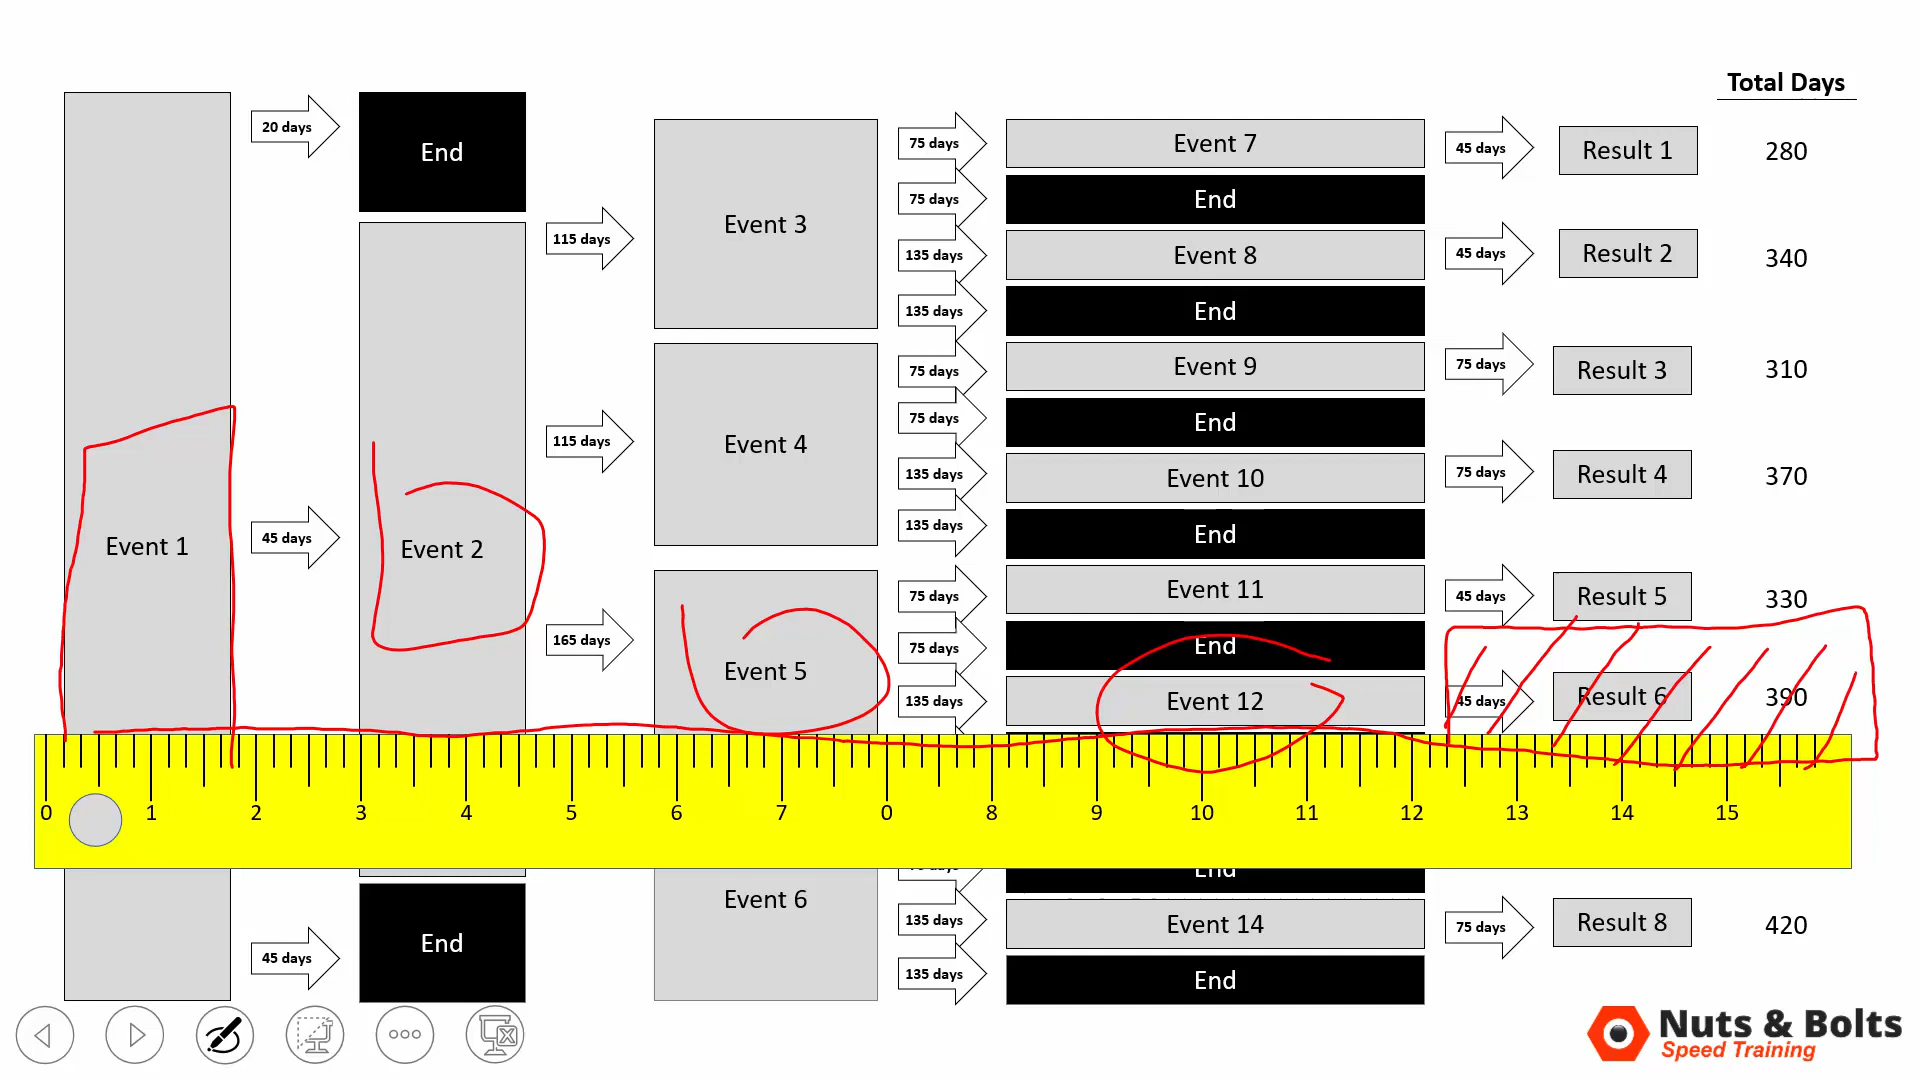 Total Days
20 days
End
115 days
Event 3
75 days
Event 7
45 days
Result 1
280
75 days
End
135 days
Event 8
45 days
Result 2
340
135 days
End
115 days
Event 4
75 days
Event 9
75 days
Result 3
310
75 days
End
135 days
Event 10
75 days
Result 4
370
135 days
End
Event 1
45 days
Event 2
165 days
Event 5
75 days
Event 11
45 days
Result 5
330
75 days
End
135 days
Event 12
45 days
Result 6
390
0 1 2 3 4 5 6 7 0 8 9 10 11 12 13 14 15
End
45 days
End
Event 6
135 days
Event 14
75 days
Result 8
420
135 days
End
Nuts & Bolts
Speed Training